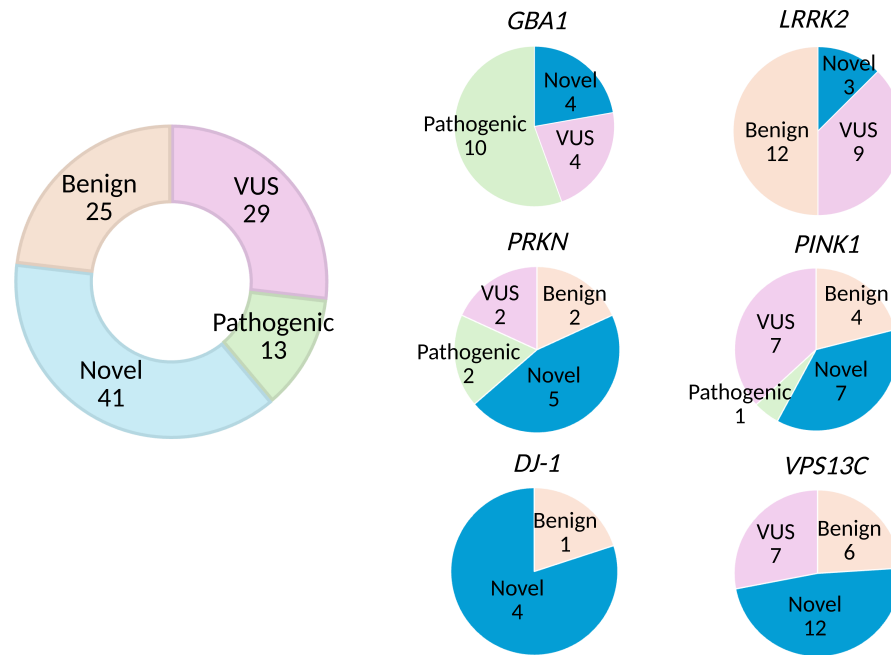 Benign
25
VUS
29
Pathogenic
13
Novel
41
GBA1
Novel
4
Pathogenic
10
VUS
4
LRRK2
Novel
3
Benign
12
VUS
9
PRKN
VUS
2
Benign
2
Pathogenic
2
Novel
5
PINK1
Benign
4
VUS
7
Novel
7
Pathogenic
1
DJ-1
Benign
1
Novel
4
VPS13C
VUS
7
Benign
6
Novel
12